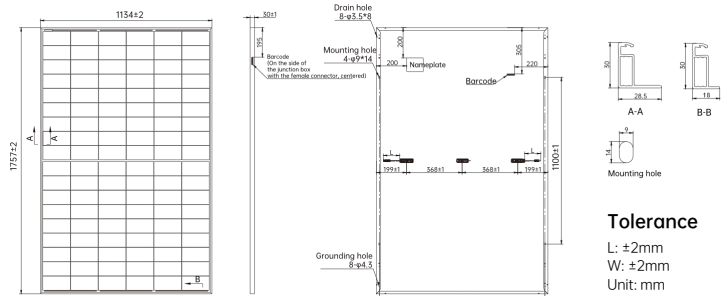 1134±2
1757±2
A
A
B
30±1
195
Barcode
(On the side of
the junction box
with the female connector, centered)
Drain hole
8-φ3.5*8
Mounting hole
4-φ9*14
200
200
Nameplate
305
220
Barcode
L
L
199±1
368±1
368±1
199±1
1100±1
Grounding hole
8-φ4.3
30
28.5
A-A
30
18
B-B
9
14
Mounting hole
Tolerance
L: ±2mm
W: ±2mm
Unit: mm